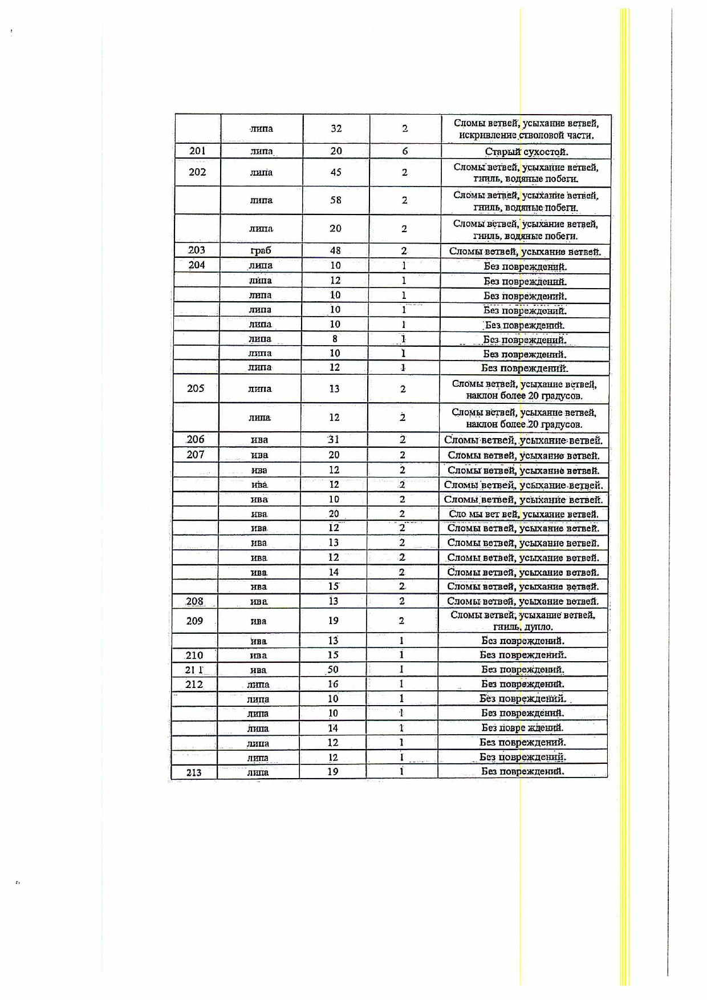 липа 32 2 Сломы ветвей, усыхание ветвей,
искривление стволовой части.
201 липа 20 6 Старый сухостой.
202 липа 45 2 Сломы ветвей, усыхание ветвей,
гниль, водяные побеги.
липа 58 2 Сломы ветвей, усыхание ветвей,
гниль, водяные побеги.
липа 20 2 Сломы ветвей, усыхание ветвей,
гниль, водяные побеги.
203 граб 48 2 Сломы ветвей, усыхание ветвей.
204 липа 10 1 Без повреждений.
липа 12 1 Без повреждений.
липа 10 1 Без повреждений.
липа 10 1 Без повреждений.
липа 10 1 Без повреждений.
липа 8 1 Без повреждений.
липа 10 1 Без повреждений.
липа 12 1 Без повреждений.
205 липа 13 2 Сломы ветвей, усыхание ветвей,
наклон более 20 градусов.
липа 12 2 Сломы ветвей, усыхание ветвей,
наклон более 20 градусов.
206 ива 31 2 Сломы ветвей, усыхание ветвей.
207 ива 20 2 Сломы ветвей, усыхание ветвей.
ива 12 2 Сломы ветвей, усыхание ветвей.
ива 12 2 Сломы ветвей, усыхание ветвей.
ива 10 2 Сломы ветвей, усыхание ветвей.
ива 20 2 Сло мы вет вей, усыхание ветвей.
ива 12 2 Сломы ветвей, усыхание ветвей.
ива 13 2 Сломы ветвей, усыхание ветвей.
ива 12 2 Сломы ветвей, усыхание ветвей.
ива 14 2 Сломы ветвей, усыхание ветвей.
ива 15 2 Сломы ветвей, усыхание ветвей.
208 ива 13 2 Сломы ветвей, усыхание ветвей.
209 ива 19 2 Сломы ветвей, усыхание ветвей,
гниль, дупло.
ива 13 1 Без повреждений.
210 ива 15 1 Без повреждений.
211 ива 50 1 Без повреждений.
212 липа 16 1 Без повреждений.
липа 10 1 Без повреждений.
липа 10 1 Без повреждений.
липа 14 1 Без повре ждений.
липа 12 1 Без повреждений.
липа 12 1 Без повреждений.
213 липа 19 1 Без повреждений.